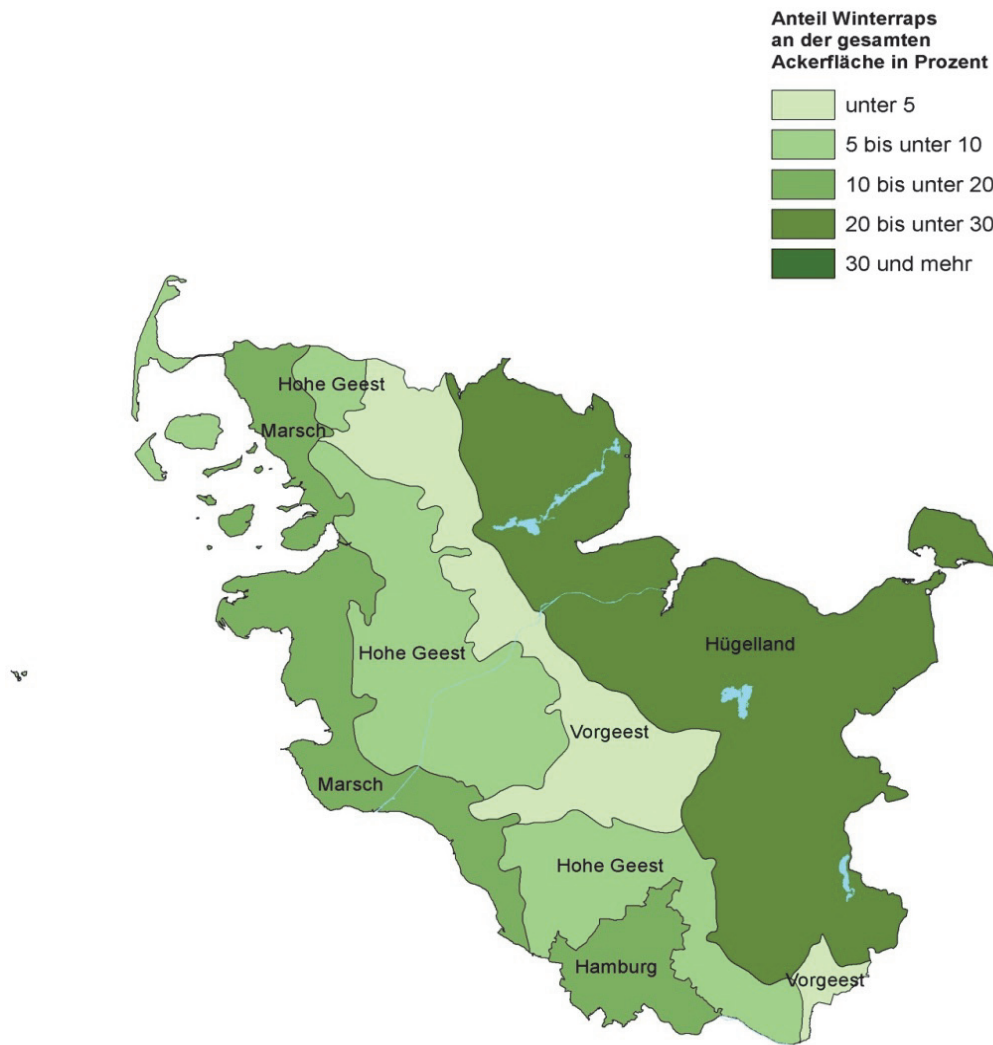 Anteil Winterraps
an der gesamten
Ackerfläche in Prozent
unter 5
5 bis unter 10
10 bis unter 20
20 bis unter 30
30 und mehr
Hohe Geest
Marsch
Hügelland
Hohe Geest
Vorgeest
Marsch
Hohe Geest
Hamburg
Vorgeest